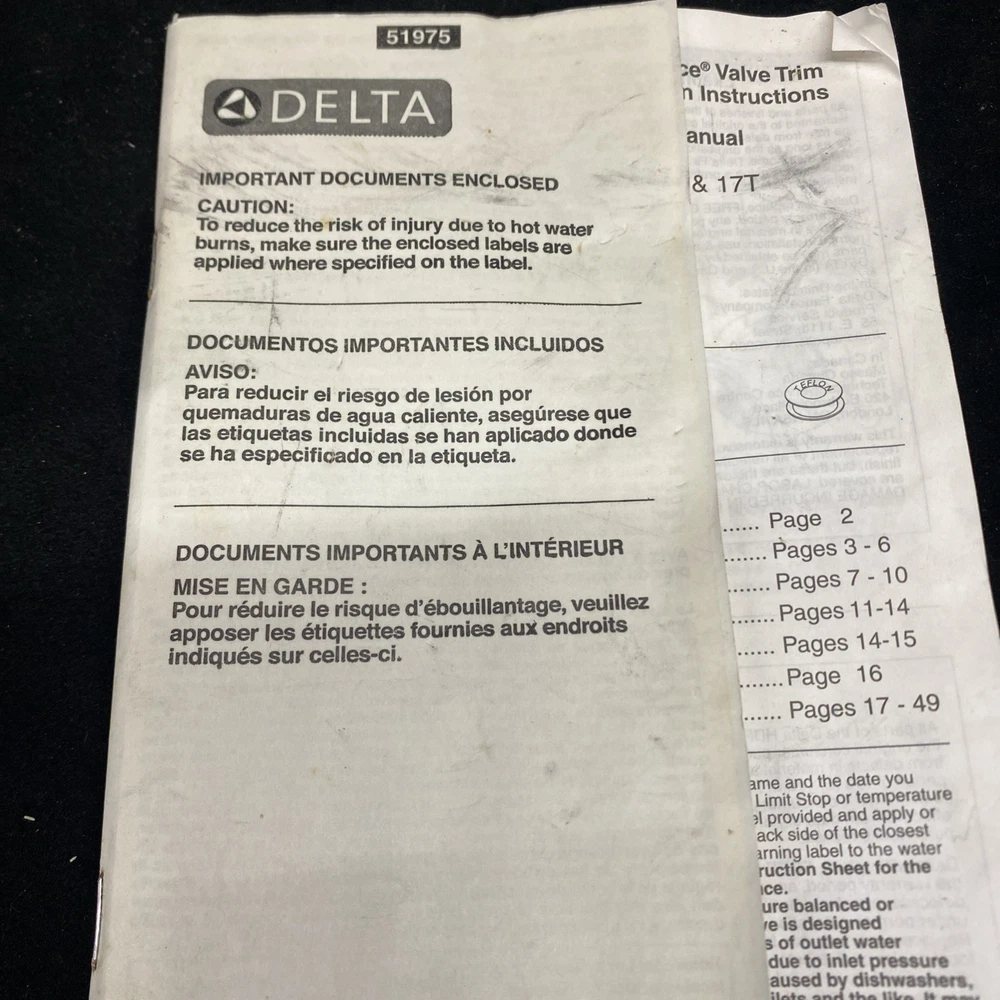 51975
DELTA
IMPORTANT DOCUMENTS ENCLOSED
CAUTION:
To reduce the risk of injury due to hot water
burns, make sure the enclosed labels are
applied where specified on the label.
DOCUMENTOS IMPORTANTES INCLUIDOS
AVISO:
Para reducir el riesgo de lesión por
quemaduras de agua caliente, asegúrese que
las etiquetas incluidas se han aplicado donde
se ha especificado en la etiqueta.
DOCUMENTS IMPORTANTS À L'INTÉRIEUR
MISE EN GARDE :
Pour réduire le risque d'ébouillantage, veuillez
apposer les étiquettes fournies aux endroits
indiqués sur celles-ci.
ce® Valve Trim
n Instructions
anual
& 17T
TEFLON
...... Page 2
....... Pages 3 - 6
....... Pages 7 - 10
....... Pages 11-14
...... Pages 14-15
....... Page 16
...... Pages 17 - 49
ame and the date you
Limit Stop or temperature
el provided and apply or
ack side of the closest
arning label to the water
ruction Sheet for the
nce.
ure balanced or
ve is designed
s of outlet water
due to inlet pressure
aused by dishwashers,
ilets and the like. It may